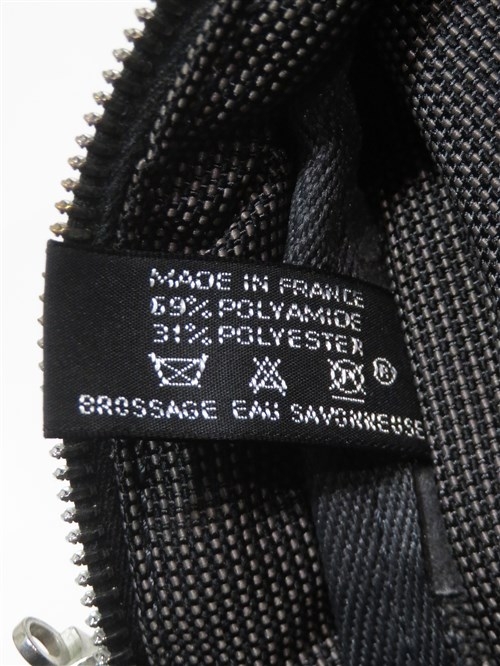 MADE IN FRANCE
69% POLYAMIDE
31% POLYESTER
®
BROSSAGE EAU SAVONNEUSE